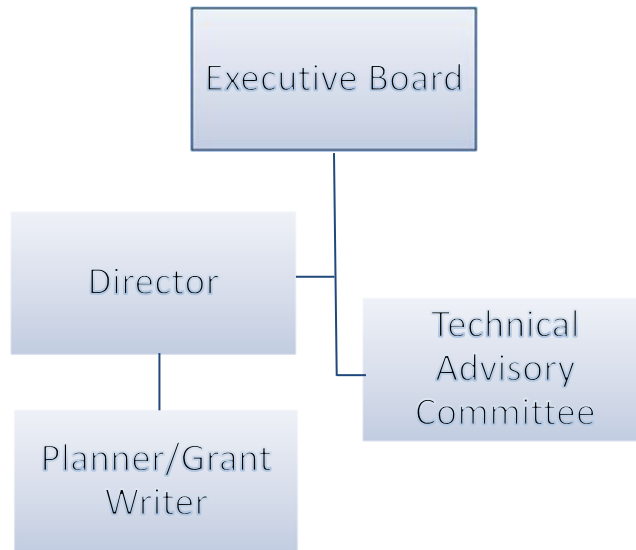 Executive Board
Director
Technical
Advisory
Committee
Planner/Grant
Writer